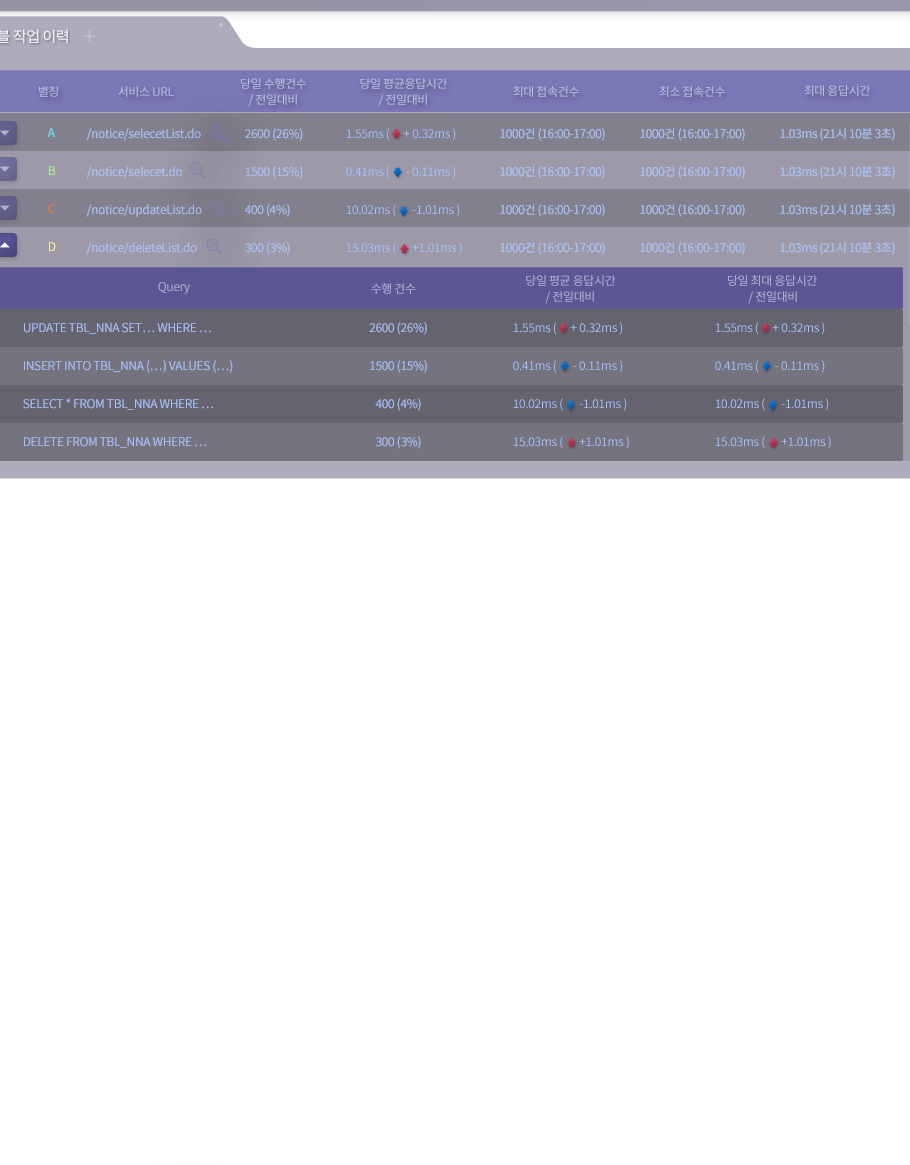 블 작업 이력 +
별칭 서비스 URL 당일 수행건수 / 전일대비 당일 평균응답시간 / 전일대비 최대 접속건수 최소 접속건수 최대 응답시간
A /notice/selecetList.do 2600 (26%) 1.55ms ( + 0.32ms ) 1000건 (16:00-17:00) 1000건 (16:00-17:00) 1.03ms (21시 10분 3초)
B /notice/selecet.do 1500 (15%) 0.41ms ( - 0.11ms ) 1000건 (16:00-17:00) 1000건 (16:00-17:00) 1.03ms (21시 10분 3초)
C /notice/updateList.do 400 (4%) 10.02ms ( -1.01ms ) 1000건 (16:00-17:00) 1000건 (16:00-17:00) 1.03ms (21시 10분 3초)
D /notice/deleteList.do 300 (3%) 15.03ms ( +1.01ms ) 1000건 (16:00-17:00) 1000건 (16:00-17:00) 1.03ms (21시 10분 3초)
Query 수행 건수 당일 평균 응답시간 / 전일대비 당일 최대 응답시간 / 전일대비
UPDATE TBL_NNA SET… WHERE … 2600 (26%) 1.55ms ( + 0.32ms ) 1.55ms ( + 0.32ms )
INSERT INTO TBL_NNA (…) VALUES (…) 1500 (15%) 0.41ms ( - 0.11ms ) 0.41ms ( - 0.11ms )
SELECT * FROM TBL_NNA WHERE … 400 (4%) 10.02ms ( -1.01ms ) 10.02ms ( -1.01ms )
DELETE FROM TBL_NNA WHERE … 300 (3%) 15.03ms ( +1.01ms ) 15.03ms ( +1.01ms )